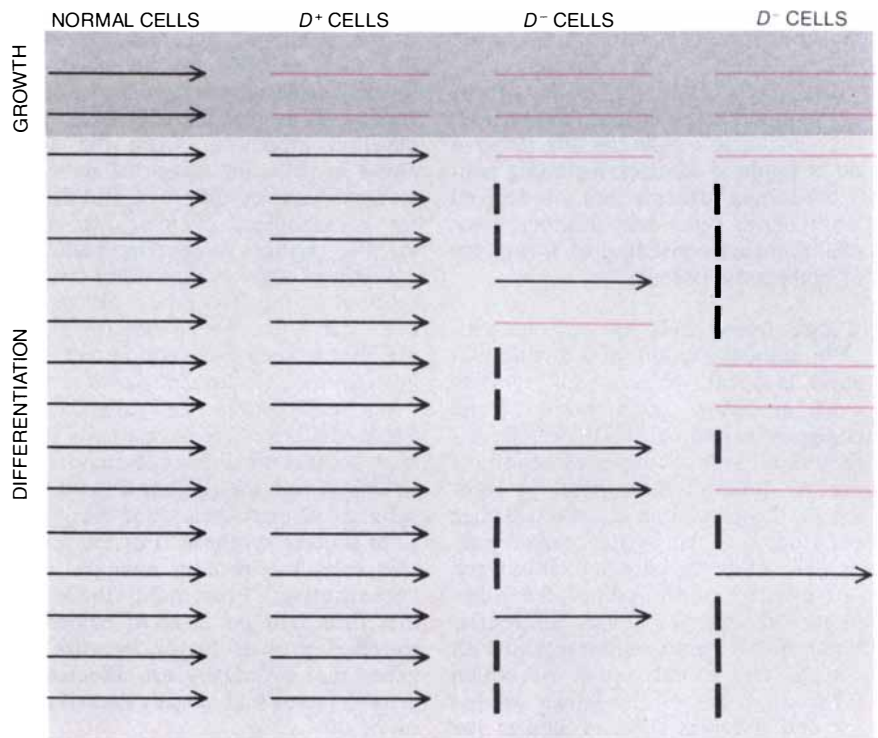 NORMAL CELLS D⁺ CELLS D⁻ CELLS D⁻ CELLS
GROWTH
DIFFERENTIATION